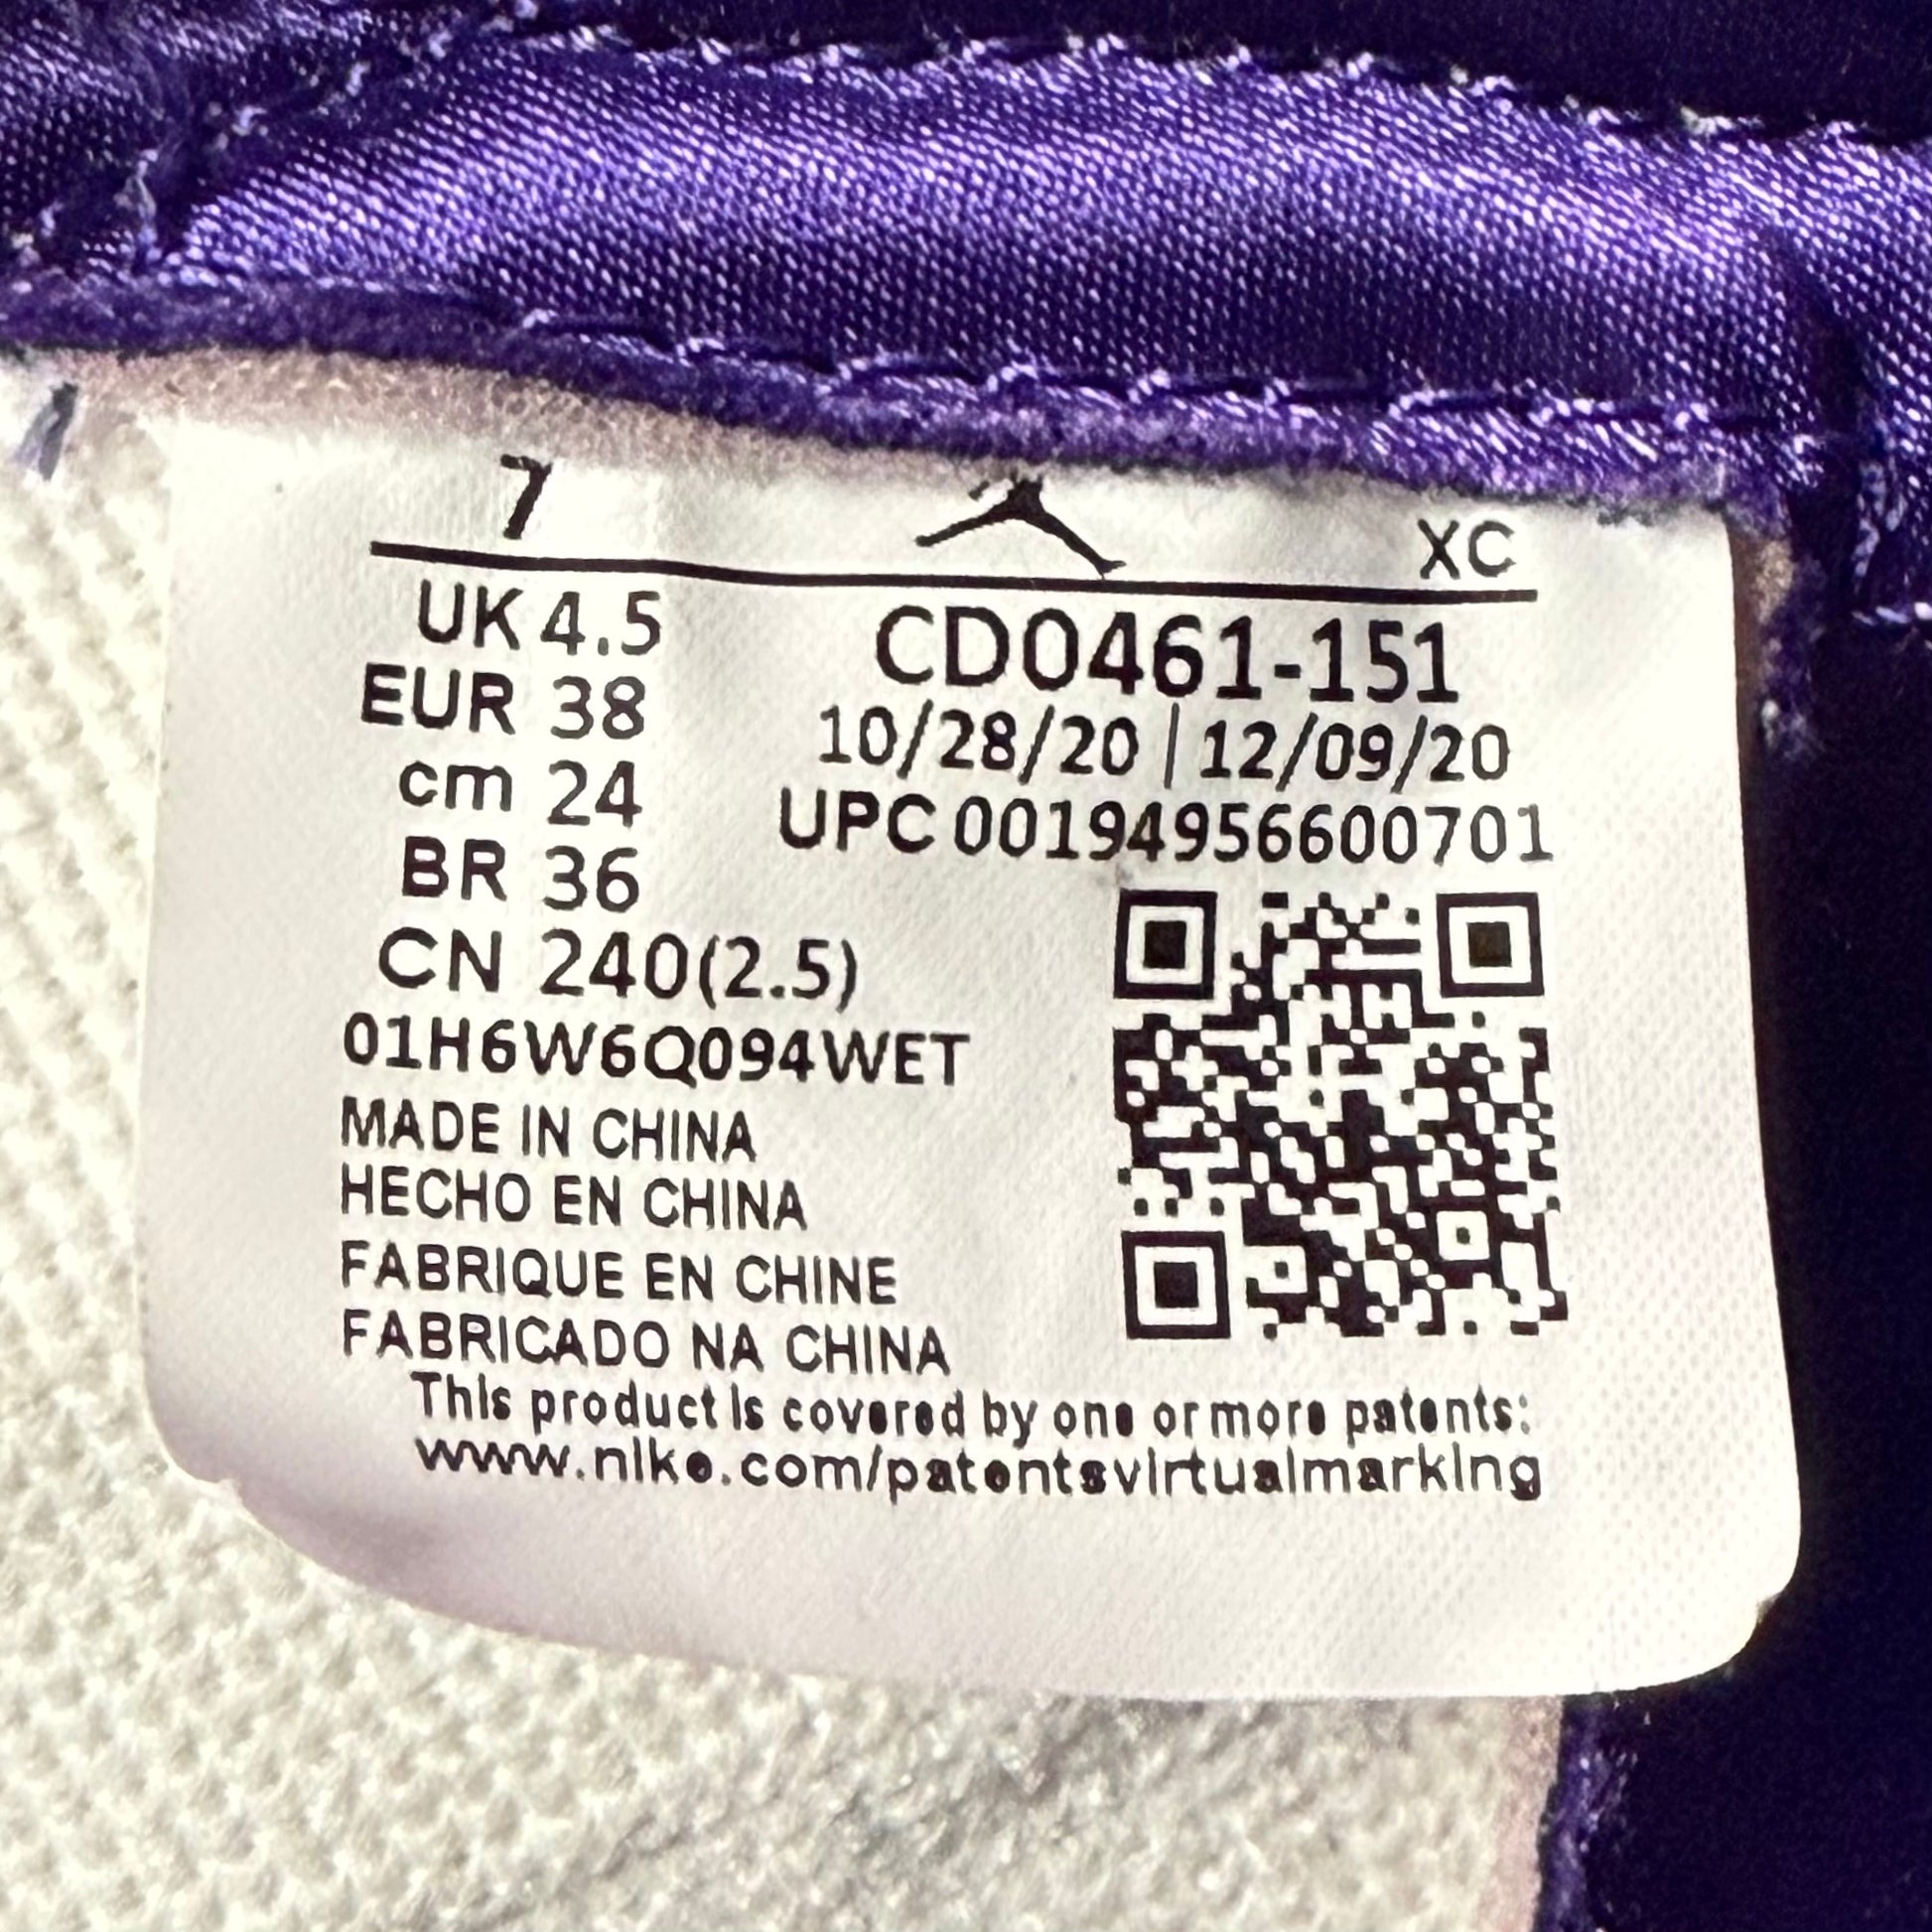 7 XC
UK 4.5
EUR 38
cm 24
BR 36
CN 240(2.5)
CD0461-151
10/28/20 | 12/09/20
UPC 00194956600701
01H6W6Q094WET
MADE IN CHINA
HECHO EN CHINA
FABRIQUE EN CHINE
FABRICADO NA CHINA
This product is covered by one or more patents:
www.nike.com/patentsvirtualmarking